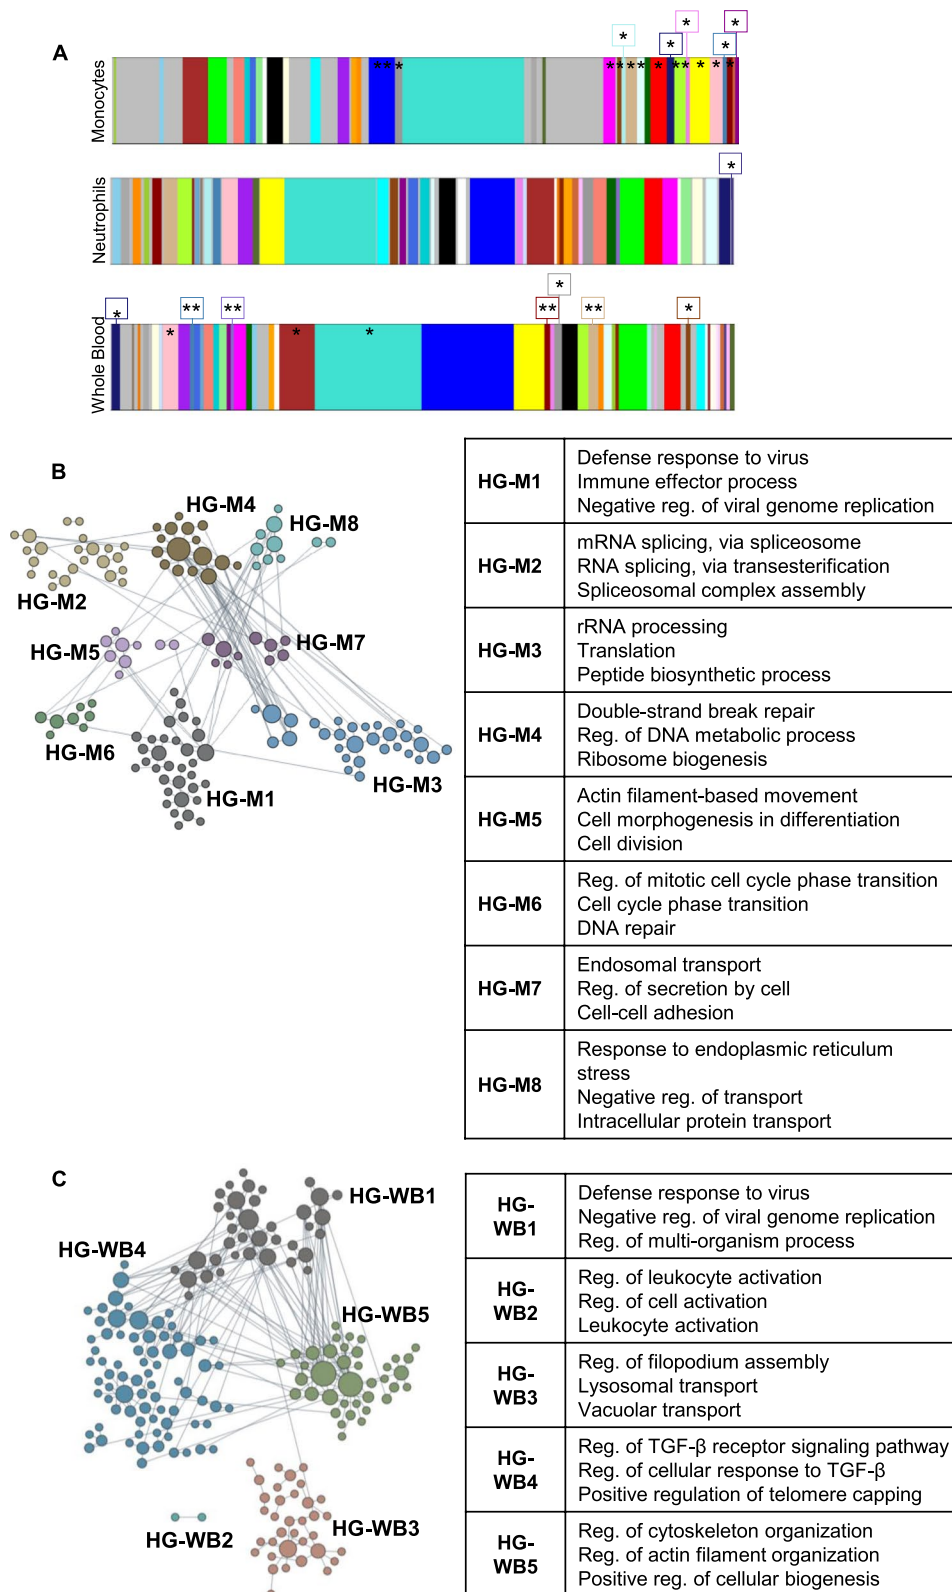 A
*
*
*
*
*
Monocytes
** * * * * * * * ** * * *
Neutrophils
*
*
* ** ** ** ** *
Whole Blood
* * *
B
HG-M4
HG-M8
HG-M2
HG-M5
HG-M7
HG-M6
HG-M1
HG-M3
HG-M1
Defense response to virus
Immune effector process
Negative reg. of viral genome replication
HG-M2
mRNA splicing, via spliceosome
RNA splicing, via transesterification
Spliceosomal complex assembly
HG-M3
rRNA processing
Translation
Peptide biosynthetic process
HG-M4
Double-strand break repair
Reg. of DNA metabolic process
Ribosome biogenesis
HG-M5
Actin filament-based movement
Cell morphogenesis in differentiation
Cell division
HG-M6
Reg. of mitotic cell cycle phase transition
Cell cycle phase transition
DNA repair
HG-M7
Endosomal transport
Reg. of secretion by cell
Cell-cell adhesion
HG-M8
Response to endoplasmic reticulum
stress
Negative reg. of transport
Intracellular protein transport
C
HG-WB1
HG-WB4
HG-WB5
HG-WB2
HG-WB3
HG-
WB1
Defense response to virus
Negative reg. of viral genome replication
Reg. of multi-organism process
HG-
WB2
Reg. of leukocyte activation
Reg. of cell activation
Leukocyte activation
HG-
WB3
Reg. of filopodium assembly
Lysosomal transport
Vacuolar transport
HG-
WB4
Reg. of TGF-β receptor signaling pathway
Reg. of cellular response to TGF-β
Positive regulation of telomere capping
HG-
WB5
Reg. of cytoskeleton organization
Reg. of actin filament organization
Positive reg. of cellular biogenesis